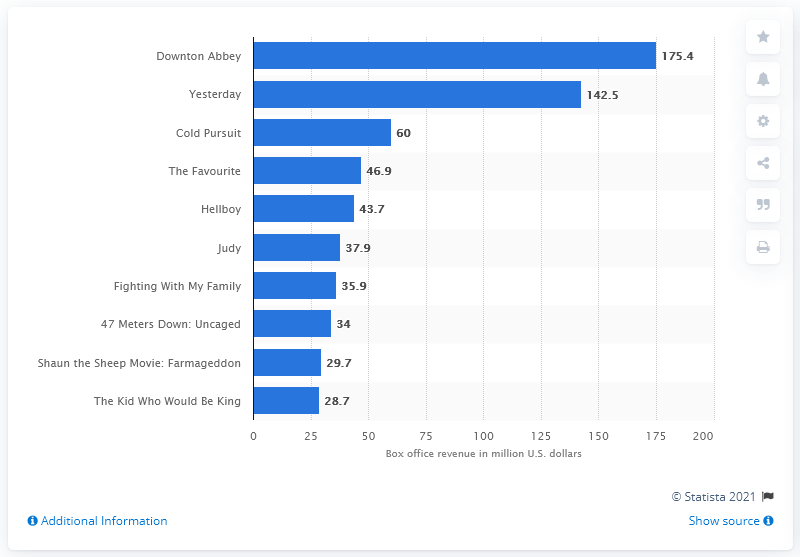 Downton Abbey 175.4
Yesterday 142.5
Cold Pursuit 60
The Favourite 46.9
Hellboy 43.7
Judy 37.9
Fighting With My Family 35.9
47 Meters Down: Uncaged 34
Shaun the Sheep Movie: Farmageddon 29.7
The Kid Who Would Be King 28.7
0 25 50 75 100 125 150 175 200
Box office revenue in million U.S. dollars
© Statista 2021
Additional Information Show source